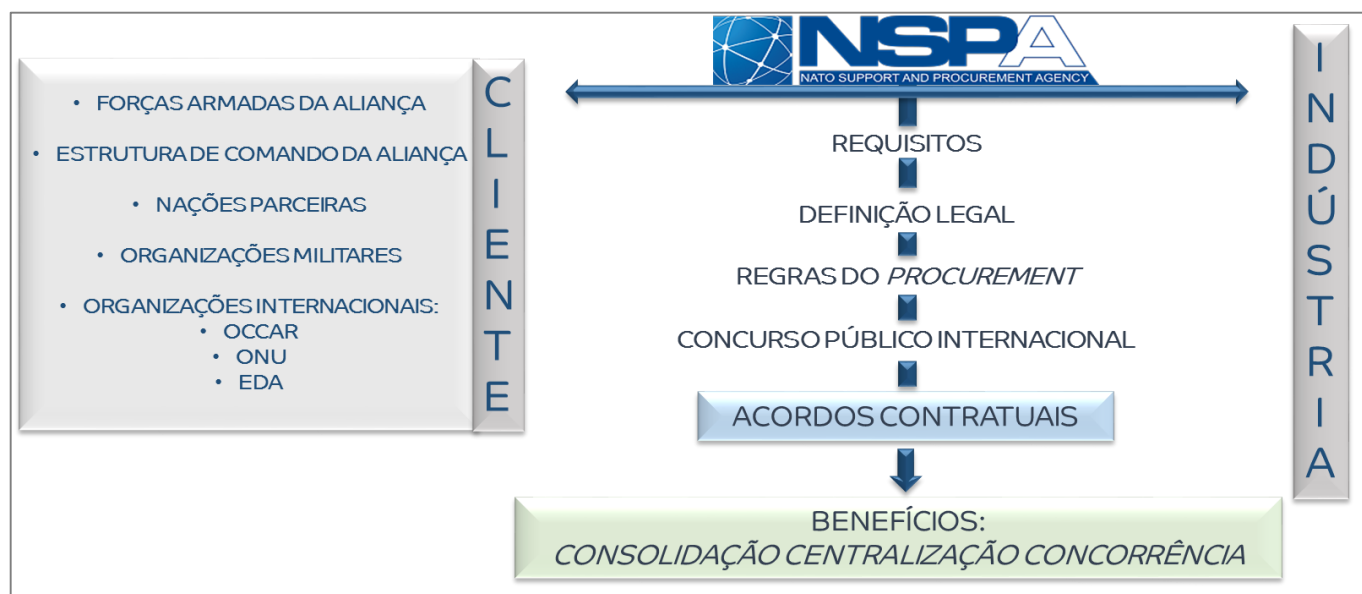 NSPA
NATO SUPPORT AND PROCUREMENT AGENCY
• FORÇAS ARMADAS DA ALIANÇA
• ESTRUTURA DE COMANDO DA ALIANÇA
• NAÇÕES PARCEIRAS
• ORGANIZAÇÕES MILITARES
• ORGANIZAÇÕES INTERNACIONAIS:
• OCCAR
• ONU
• EDA
CLIENTE
REQUISITOS
DEFINIÇÃO LEGAL
REGRAS DO PROCUREMENT
CONCURSO PÚBLICO INTERNACIONAL
ACORDOS CONTRATUAIS
BENEFÍCIOS:
CONSOLIDAÇÃO CENTRALIZAÇÃO CONCORRÊNCIA
INDÚSTRIA